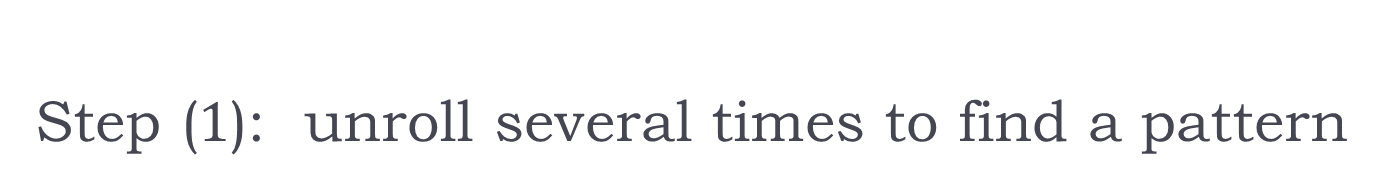 Step (1):  unroll several times to find a pattern